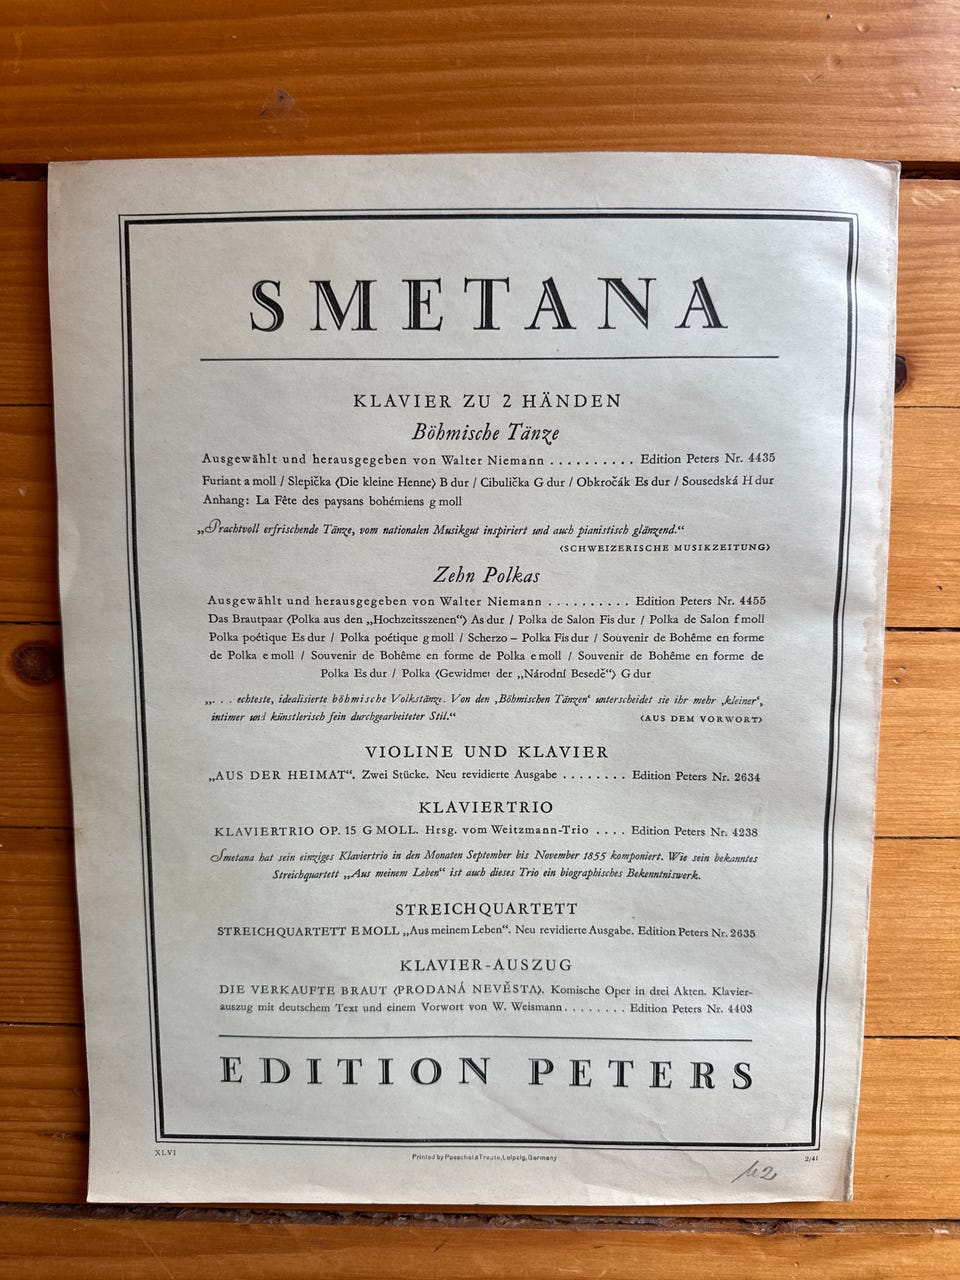 SMETANA
KLAVIER ZU 2 HÄNDEN
Böhmische Tänze
Ausgewählt und herausgegeben von Walter Niemann . . . . . . . . . . Edition Peters Nr. 4435
Furiant a moll / Slepička (Die kleine Henne) B dur / Cibulička G dur / Obkročák Es dur / Sousedská H dur
Anhang: La Fête des paysans bohémiens g moll
„Prachtvoll erfrischende Tänze, vom nationalen Musikgut inspiriert und auch pianistisch glänzend.“
(SCHWEIZERISCHE MUSIKZEITUNG)
Zehn Polkas
Ausgewählt und herausgegeben von Walter Niemann . . . . . . . . . . Edition Peters Nr. 4455
Das Brautpaar (Polka aus den „Hochzeitsszenen“) As dur / Polka de Salon Fis dur / Polka de Salon f moll
Polka poétique Es dur / Polka poétique g moll / Scherzo – Polka Fis dur / Souvenir de Bohême en forme
de Polka e moll / Souvenir de Bohême en forme de Polka e moll / Souvenir de Bohême en forme de
Polka Es dur / Polka (Gewidmet der „Národní Besedě“) G dur
„. . . echteste, idealisierte böhmische Volkstänze. Von den ‚Böhmischen Tänzen‘ unterscheidet sie ihr mehr ‚kleiner‘,
intimer und künstlerisch fein durchgearbeiteter Stil.“ (AUS DEM VORWORT)
VIOLINE UND KLAVIER
„AUS DER HEIMAT“. Zwei Stücke. Neu revidierte Ausgabe . . . . . . . . Edition Peters Nr. 2634
KLAVIERTRIO
KLAVIERTRIO OP. 15 G MOLL. Hrsg. vom Weitzmann-Trio . . . . Edition Peters Nr. 4238
Smetana hat sein einziges Klaviertrio in den Monaten September bis November 1855 komponiert. Wie sein bekanntes
Streichquartett „Aus meinem Leben“ ist auch dieses Trio ein biographisches Bekenntniswerk.
STREICHQUARTETT
STREICHQUARTETT E MOLL „Aus meinem Leben“. Neu revidierte Ausgabe. Edition Peters Nr. 2635
KLAVIER-AUSZUG
DIE VERKAUFTE BRAUT (PRODANÁ NEVĚSTA). Komische Oper in drei Akten. Klavier-
auszug mit deutschem Text und einem Vorwort von W. Weismann . . . . . . . . Edition Peters Nr. 4403
EDITION PETERS
XLVI
Printed by Poeschel & Trepte, Leipzig, Germany
2/41